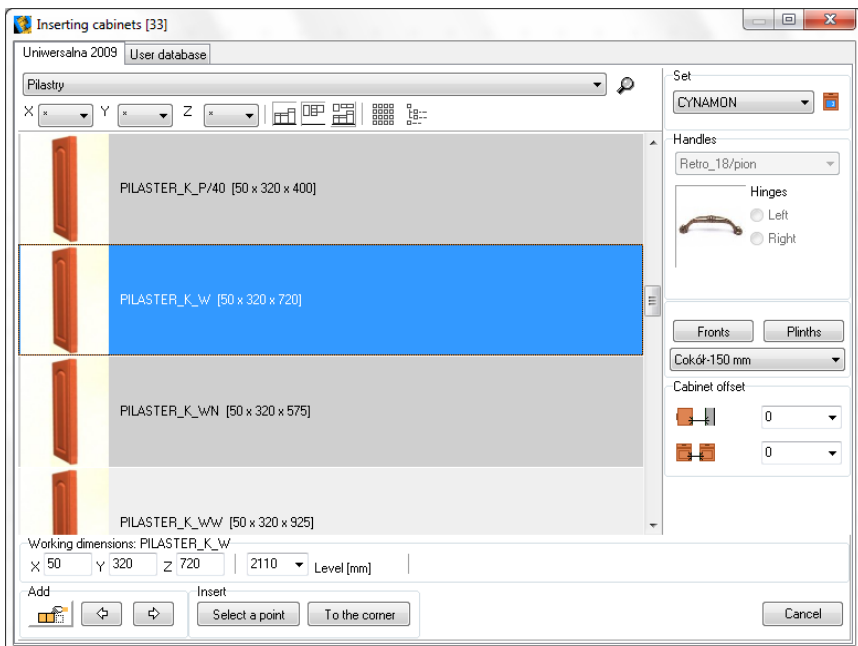 Inserting cabinets [33]
Uniwersalna 2009 User database
Pilastry
X * Y * Z *
PILASTER_K_P/40 [50 x 320 x 400]
PILASTER_K_W [50 x 320 x 720]
PILASTER_K_WN [50 x 320 x 575]
PILASTER_K_WW [50 x 320 x 925]
Set
CYNAMON
Handles
Retro_18/pion
Hinges
Left
Right
Fronts Plinths
Cokół-150 mm
Cabinet offset
0
0
Working dimensions: PILASTER_K_W
X 50 Y 320 Z 720 2110 Level [mm]
Add Insert
Select a point To the corner Cancel